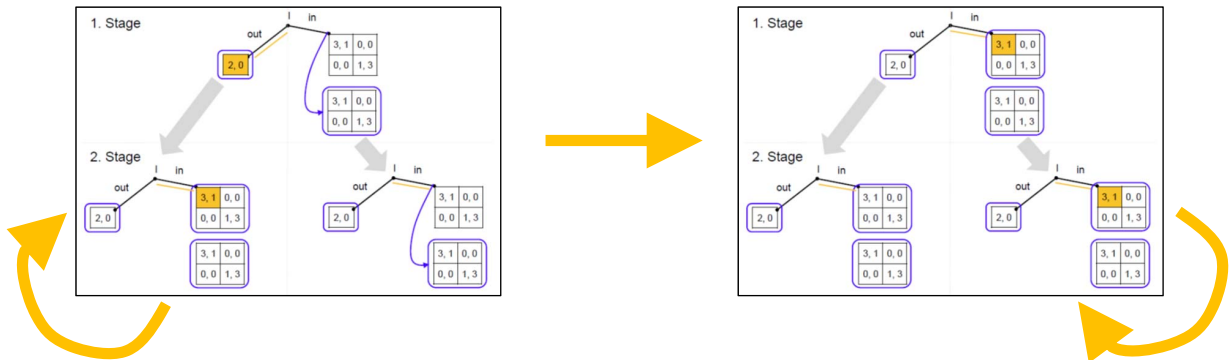 1. Stage
I
in
out
3, 1 0, 0
2, 0
0, 0 1, 3
3, 1 0, 0
0, 0 1, 3
2. Stage
I
in
out
3, 1 0, 0
2, 0
0, 0 1, 3
3, 1 0, 0
0, 0 1, 3
I
in
out
3, 1 0, 0
2, 0
0, 0 1, 3
3, 1 0, 0
0, 0 1, 3
1. Stage
I
in
out
3, 1 0, 0
2, 0
0, 0 1, 3
3, 1 0, 0
0, 0 1, 3
2. Stage
I
in
out
3, 1 0, 0
2, 0
0, 0 1, 3
3, 1 0, 0
0, 0 1, 3
I
in
out
3, 1 0, 0
2, 0
0, 0 1, 3
3, 1 0, 0
0, 0 1, 3